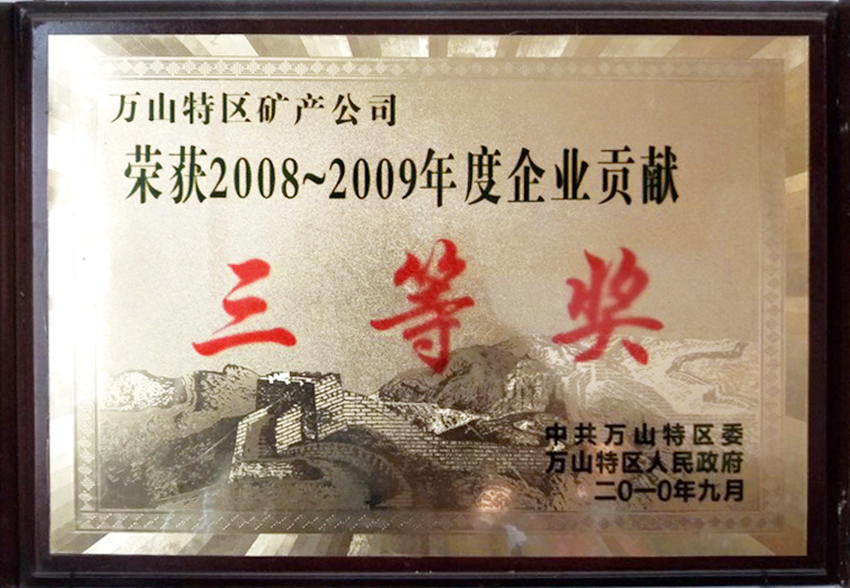 万山特区矿产公司
荣获2008~2009年度企业贡献
三等奖
中共万山特区委
万山特区人民政府
二0一0年九月